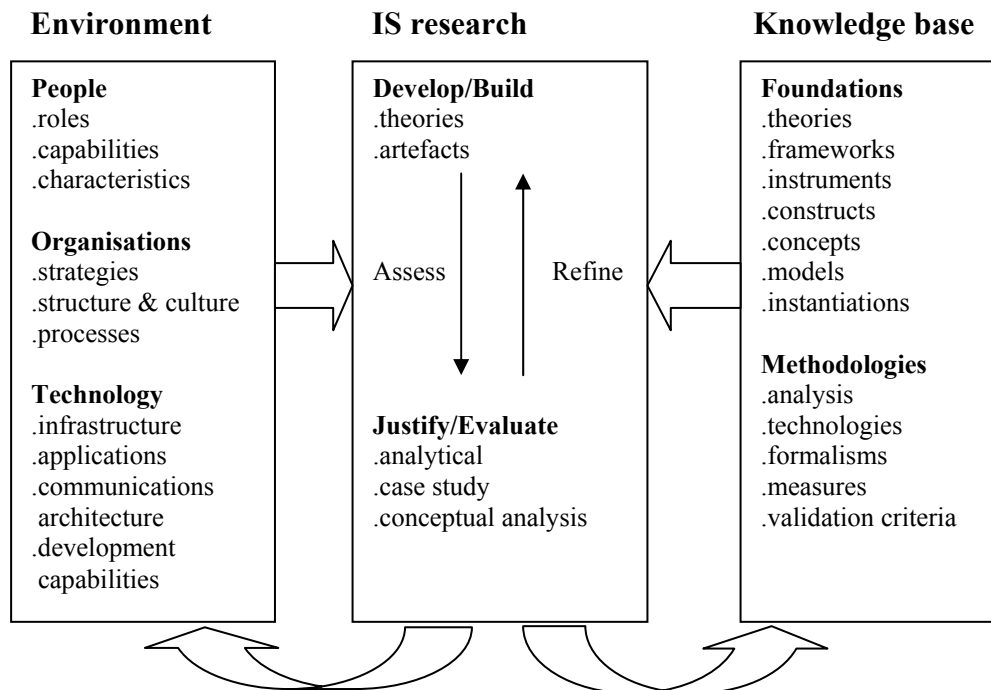 Environment
People
.roles
.capabilities
.characteristics
Organisations
.strategies
.structure & culture
.processes
Technology
.infrastructure
.applications
.communications
architecture
.development
capabilities
IS research
Develop/Build
.theories
.artefacts
Assess
Refine
Justify/Evaluate
.analytical
.case study
.conceptual analysis
Knowledge base
Foundations
.theories
.frameworks
.instruments
.constructs
.concepts
.models
.instantiations
Methodologies
.analysis
.technologies
.formalisms
.measures
.validation criteria